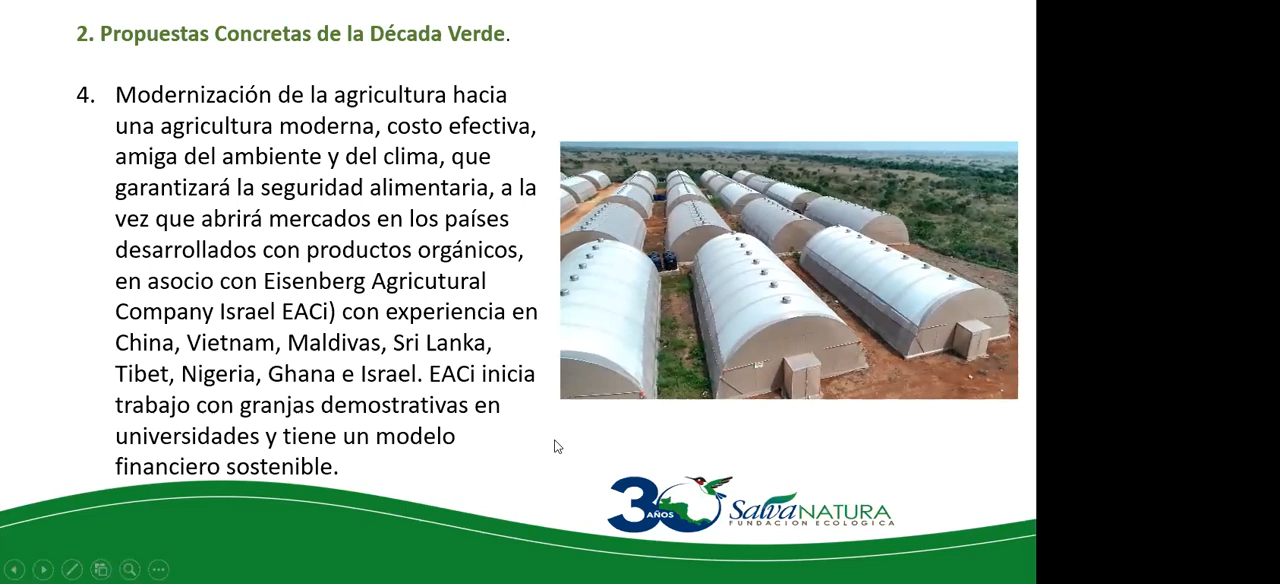 2. Propuestas Concretas de la Década Verde.
4. Modernización de la agricultura hacia
una agricultura moderna, costo efectiva,
amiga del ambiente y del clima, que
garantizará la seguridad alimentaria, a la
vez que abrirá mercados en los países
desarrollados con productos orgánicos,
en asocio con Eisenberg Agricutural
Company Israel EACi) con experiencia en
China, Vietnam, Maldivas, Sri Lanka,
Tibet, Nigeria, Ghana e Israel. EACi inicia
trabajo con granjas demostrativas en
universidades y tiene un modelo
financiero sostenible.
30 AÑOS
SalvaNATURA
FUNDACION ECOLOGICA